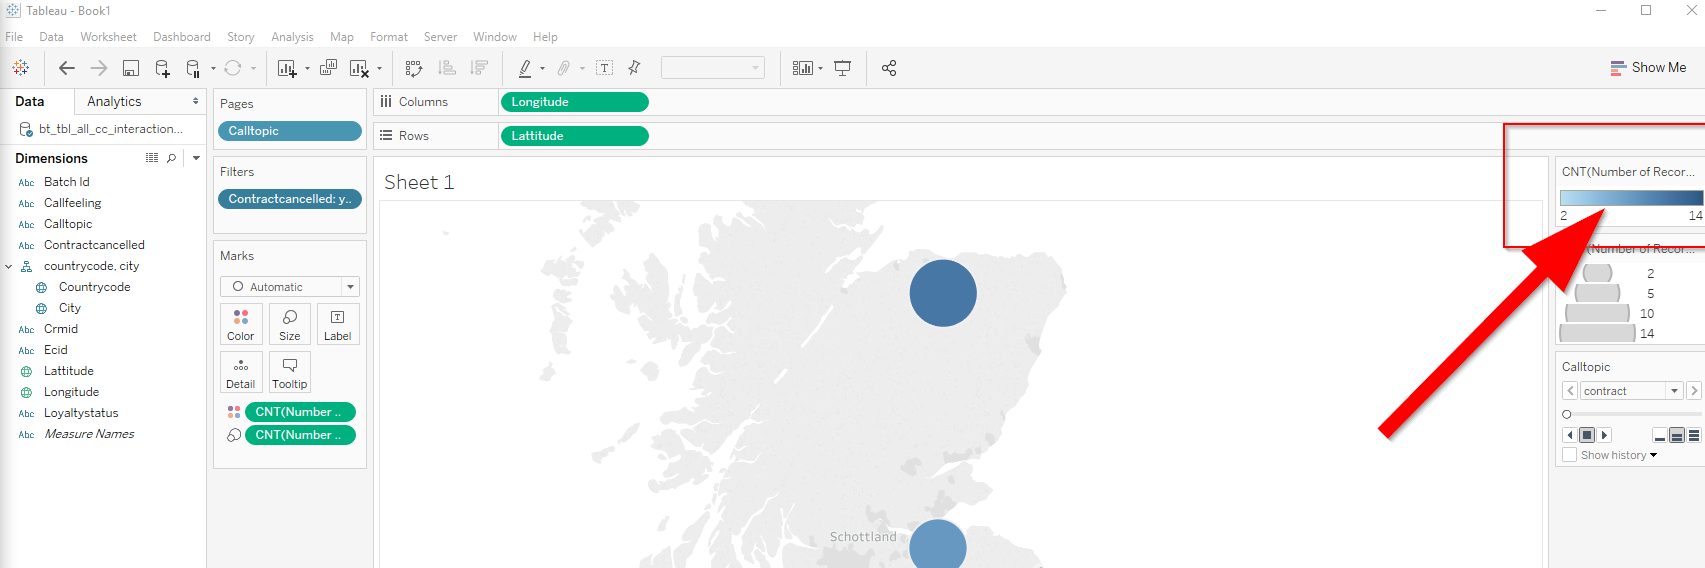 Tableau - Book1
File Data Worksheet Dashboard Story Analysis Map Format Server Window Help
Show Me
Data Analytics
bt_tbl_all_cc_interaction...
Dimensions
Abc Batch Id
Abc Callfeeling
Abc Calltopic
Abc Contractcancelled
countrycode, city
Countrycode
City
Abc Crmid
Abc Ecid
Lattitude
Longitude
Abc Loyaltystatus
Abc Measure Names
Pages
Calltopic
Filters
Contractcancelled: y..
Marks
Automatic
Color Size Label
Detail Tooltip
CNT(Number ..
CNT(Number ..
Columns Longitude
Rows Lattitude
Sheet 1
Schottland
CNT(Number of Recor...
2 14
(Number of Recor...
2
5
10
14
Calltopic
contract
Show history